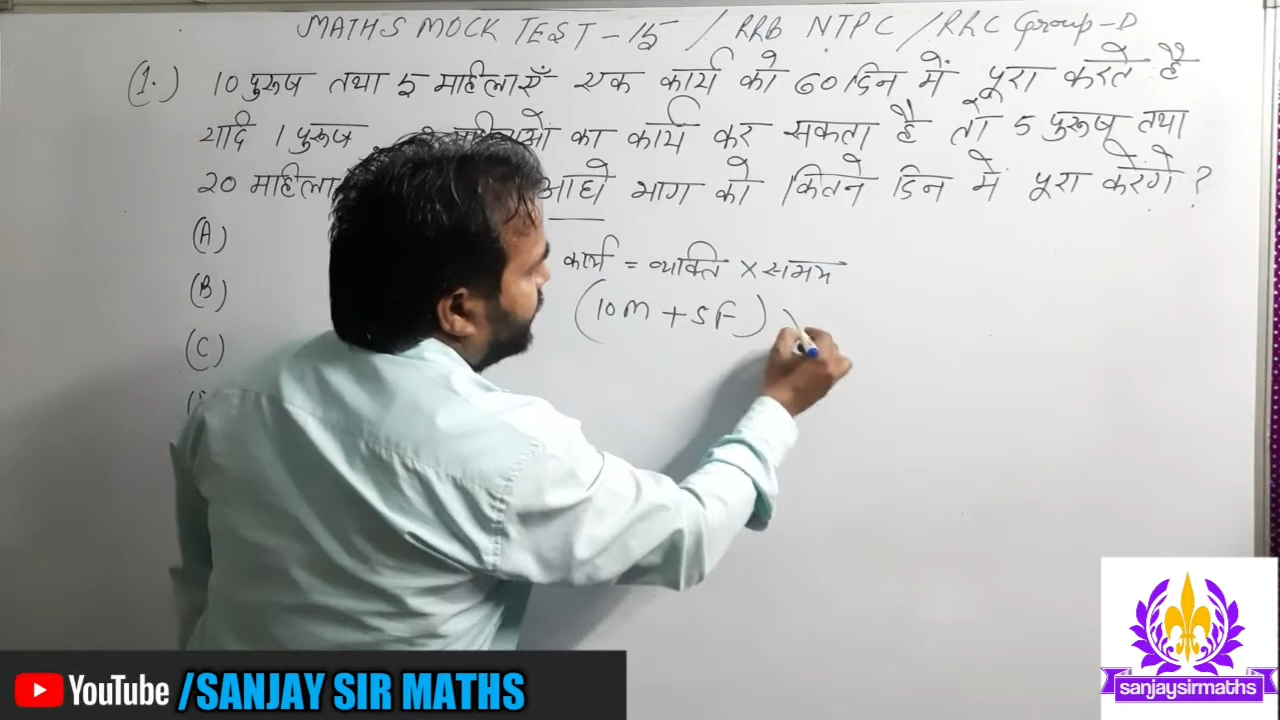 MATHS MOCK TEST - 15 / RRB NTPC / RRC Group-D
(1.) 10 पुरूष तथा 5 महिलाएँ एक कार्य को 60 दिन में पूरा करते है
यदि 1 पुरूष का कार्य कर सकता है तो 5 पुरूष तथा
20 महिला आधे भाग को कितने दिन मे पूरा करेंगे ?
(A)
कार्य = व्यक्ति × समय
(B)
(10M + 5F)
(C)
YouTube /SANJAY SIR MATHS
sanjaysirmaths